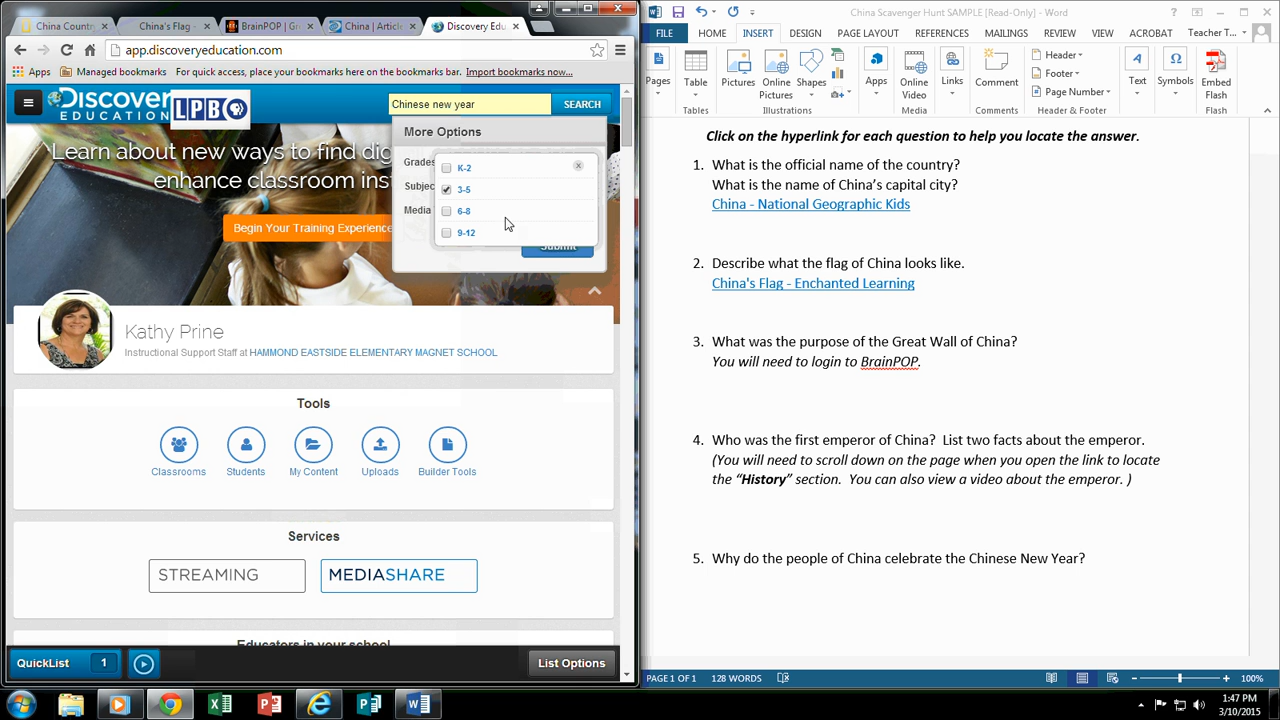 China Country
China's Flag -
BrainPOP | Gr
China | Article
Discovery Edu
app.discoveryeducation.com
Apps
Managed bookmarks
For quick access, place your bookmarks here on the bookmarks bar.
Import bookmarks now...
Discover
EDUCATION
LPB
Chinese new year
SEARCH
More Options
Grades
K-2
Subjec
3-5
Media
6-8
9-12
Submit
Learn about new ways to find dig
enhance classroom inst
Begin Your Training Experience
Kathy Prine
Instructional Support Staff at HAMMOND EASTSIDE ELEMENTARY MAGNET SCHOOL
Tools
Classrooms
Students
My Content
Uploads
Builder Tools
Services
STREAMING
MEDIASHARE
Educators in your school
QuickList
1
List Options
China Scavenger Hunt SAMPLE [Read-Only] - Word
FILE
HOME
INSERT
DESIGN
PAGE LAYOUT
REFERENCES
MAILINGS
REVIEW
VIEW
ACROBAT
Teacher T...
Pages
Table
Pictures
Online
Pictures
Shapes
Apps
Online
Video
Links
Comment
Header
Footer
Page Number
Text
Symbols
Embed
Flash
Tables
Illustrations
Media
Comments
Header & Footer
Flash
Click on the hyperlink for each question to help you locate the answer.
1. What is the official name of the country?
What is the name of China's capital city?
China - National Geographic Kids
2. Describe what the flag of China looks like.
China's Flag - Enchanted Learning
3. What was the purpose of the Great Wall of China?
You will need to login to BrainPOP.
4. Who was the first emperor of China? List two facts about the emperor.
(You will need to scroll down on the page when you open the link to locate
the "History" section. You can also view a video about the emperor. )
5. Why do the people of China celebrate the Chinese New Year?
PAGE 1 OF 1
128 WORDS
100%
1:47 PM
3/10/2015